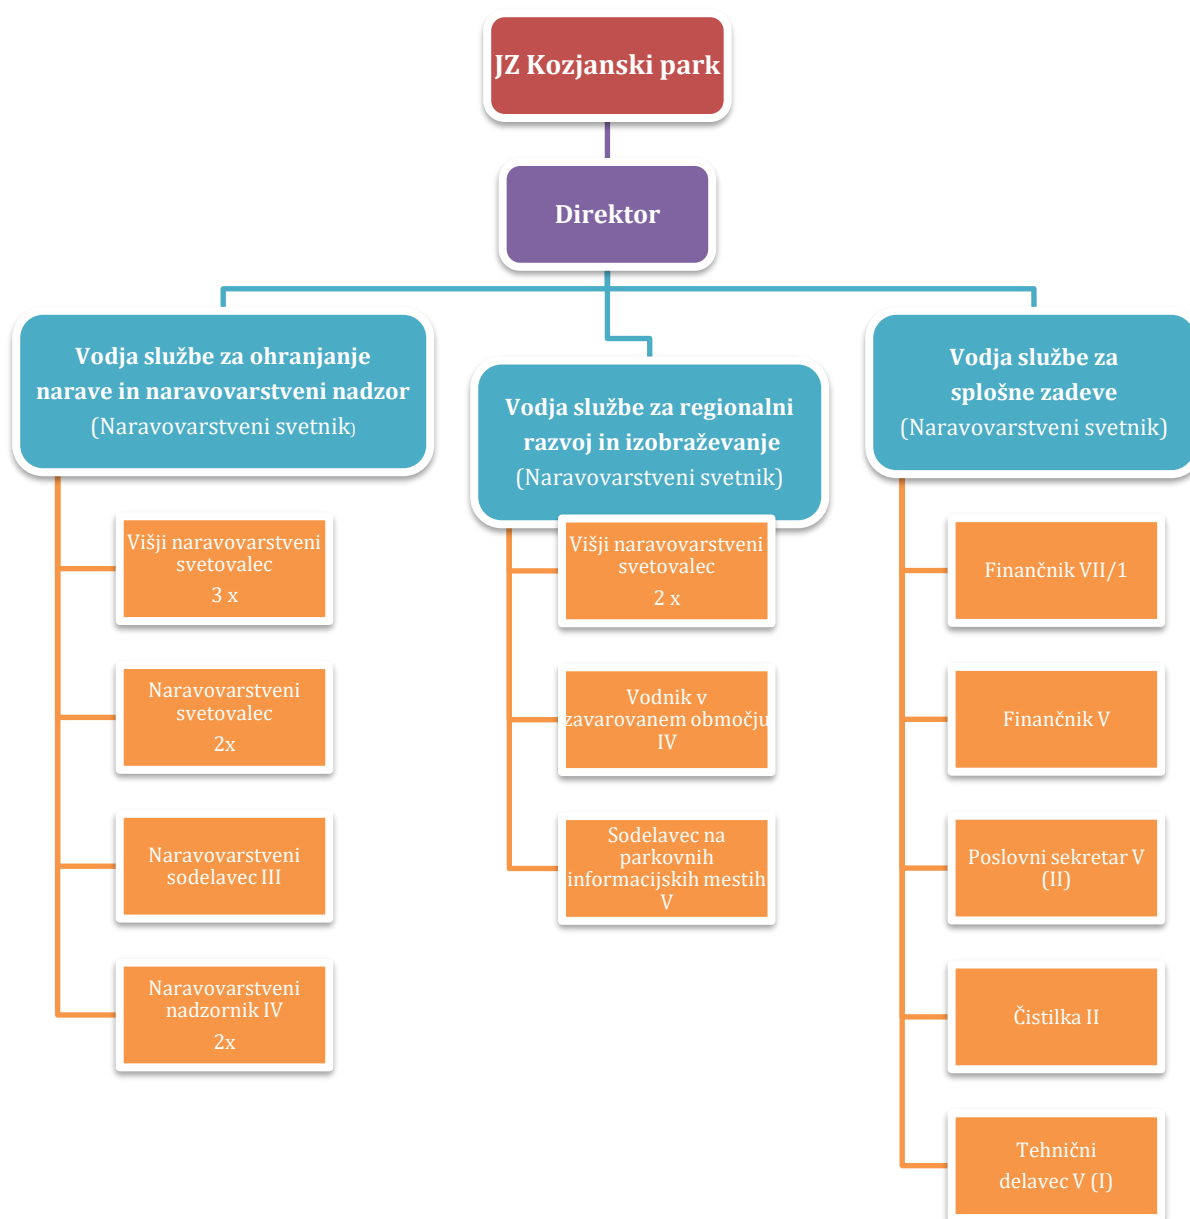 JZ Kozjanski park
Direktor
Vodja službe za ohranjanje
narave in naravovarstveni nadzor
(Naravovarstveni svetnik)
Višji naravovarstveni
svetovalec
3 x
Naravovarstveni
svetovalec
2x
Naravovarstveni
sodelavec III
Naravovarstveni
nadzornik IV
2x
Vodja službe za regionalni
razvoj in izobraževanje
(Naravovarstveni svetnik)
Višji naravovarstveni
svetovalec
2 x
Vodnik v
zavarovanem območju
IV
Sodelavec na
parkovnih
informacijskih mestih
V
Vodja službe za
splošne zadeve
(Naravovarstveni svetnik)
Finančnik VII/1
Finančnik V
Poslovni sekretar V
(II)
Čistilka II
Tehnični
delavec V (I)